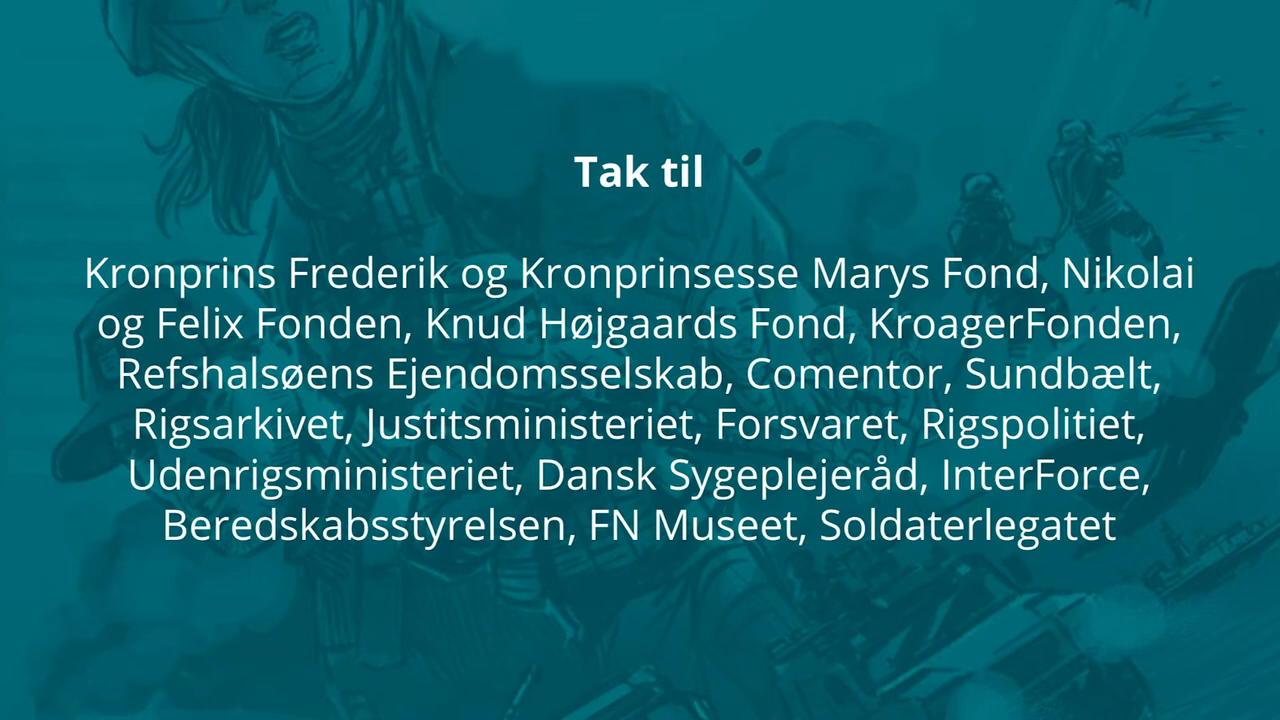 Tak til
Kronprins Frederik og Kronprinsesse Marys Fond, Nikolai
og Felix Fonden, Knud Højgaards Fond, KroagerFonden,
Refshalsøens Ejendomsselskab, Comentor, Sundbælt,
Rigsarkivet, Justitsministeriet, Forsvaret, Rigspolitiet,
Udenrigsministeriet, Dansk Sygeplejeråd, InterForce,
Beredskabsstyrelsen, FN Museet, Soldaterlegatet